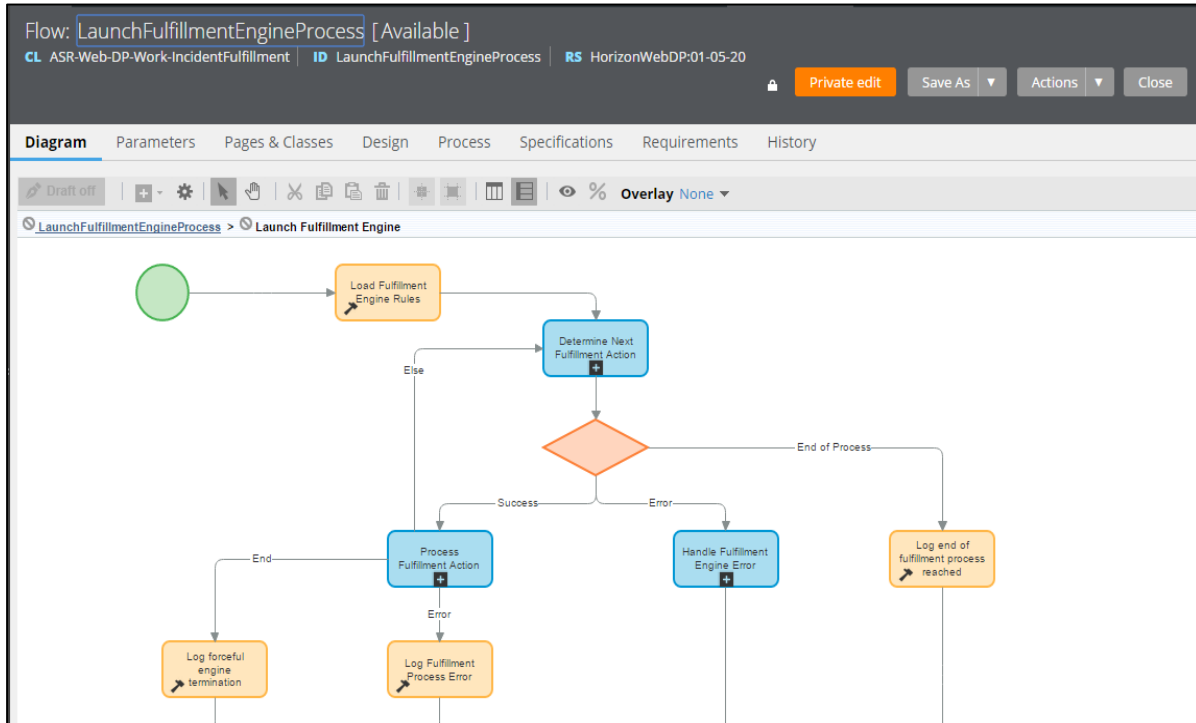 Flow: LaunchFulfillmentEngineProcess [ Available ]
CL ASR-Web-DP-Work-IncidentFulfillment ID LaunchFulfillmentEngineProcess RS HorizonWebDP:01-05-20
Private edit Save As Actions Close
Diagram Parameters Pages & Classes Design Process Specifications Requirements History
Draft off Overlay None
LaunchFulfillmentEngineProcess > Launch Fulfillment Engine
Load Fulfillment
Engine Rules
Determine Next
Fulfillment Action
Else
End of Process
Success
Error
Process
Fulfillment Action
Handle Fulfillment
Engine Error
Log end of
fulfillment process
reached
End
Error
Log forceful
engine
termination
Log Fulfillment
Process Error